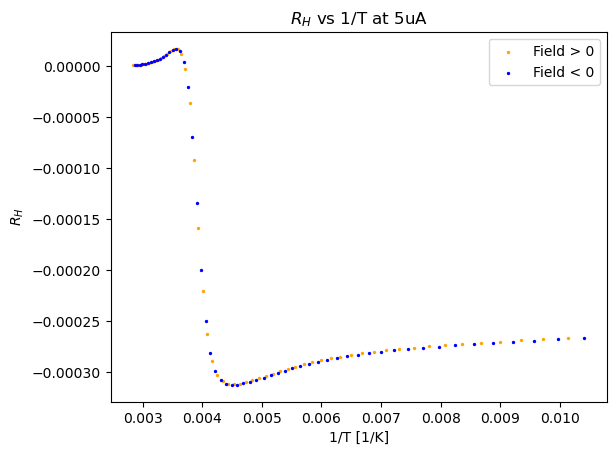 R_H vs 1/T at 5uA
Field > 0
Field < 0
0.00000
−0.00005
−0.00010
−0.00015
−0.00020
−0.00025
−0.00030
R_H
0.003 0.004 0.005 0.006 0.007 0.008 0.009 0.010
1/T [1/K]